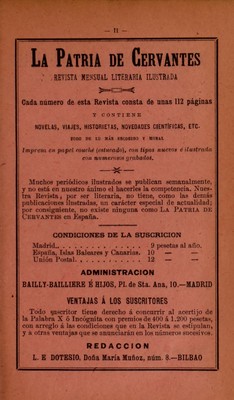 — II —
LA PATRIA DE CERVANTES
REVISTA MENSUAL LITERARIA ILUSTRADA
Cada número de esta Revista consta de unas 112 páginas
Y CONTIENE
NOVELAS, VIAJES, HISTORIETAS, NOVEDADES CIENTÍFICAS, ETC.
TODO DE LO MÁS ESCOGIDO Y MORAL
Impreso en papel couché (estucado), con tipos nuevos é ilustrado
con numerosos grabados.
Muchos periódicos ilustrados se publican semanalmente,
y no está en nuestro ánimo el hacerles la competencia. Nues-
tra Revista, por ser literaria, no tiene, como las demás
publicaciones ilustradas, un carácter especial de actualidad;
por consiguiente, no existe ninguna como LA PATRIA DE
CERVANTES en España.
CONDICIONES DE LA SUSCRICION
Madrid. . . . . . . . . . . . . . . 9 pesetas al año.
España, Islas Baleares y Canarias. 10 — —
Unión Postal. . . . . . . . . . . . 12 — —
ADMINISTRACION
BAILLY-BAILLIERE É HIJOS, Pl. de Sta. Ana, 10.—MADRID
VENTAJAS Á LOS SUSCRITORES
Todo suscritor tiene derecho á concurrir al acertijo de
la Palabra X ó Incógnita con premios de 400 á 1.200 pesetas,
con arreglo á las condiciones que en la Revista se estipulan,
y a otras ventajas que se anunciarán en los números sucesivos.
REDACCION
L. E DOTESIO, Doña María Muñoz, núm. 8.—BILBAO